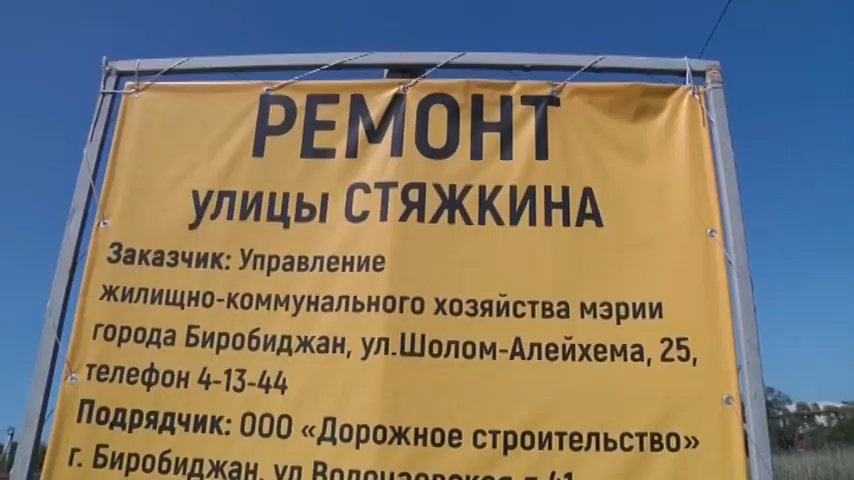 РЕМОНТ
улицы СТЯЖКИНА
Заказчик: Управление
жилищно-коммунального хозяйства мэрии
города Биробиджан, ул.Шолом-Алейхема, 25,
телефон 4-13-44
Подрядчик: ООО «Дорожное строительство»
г. Биробиджан, ул